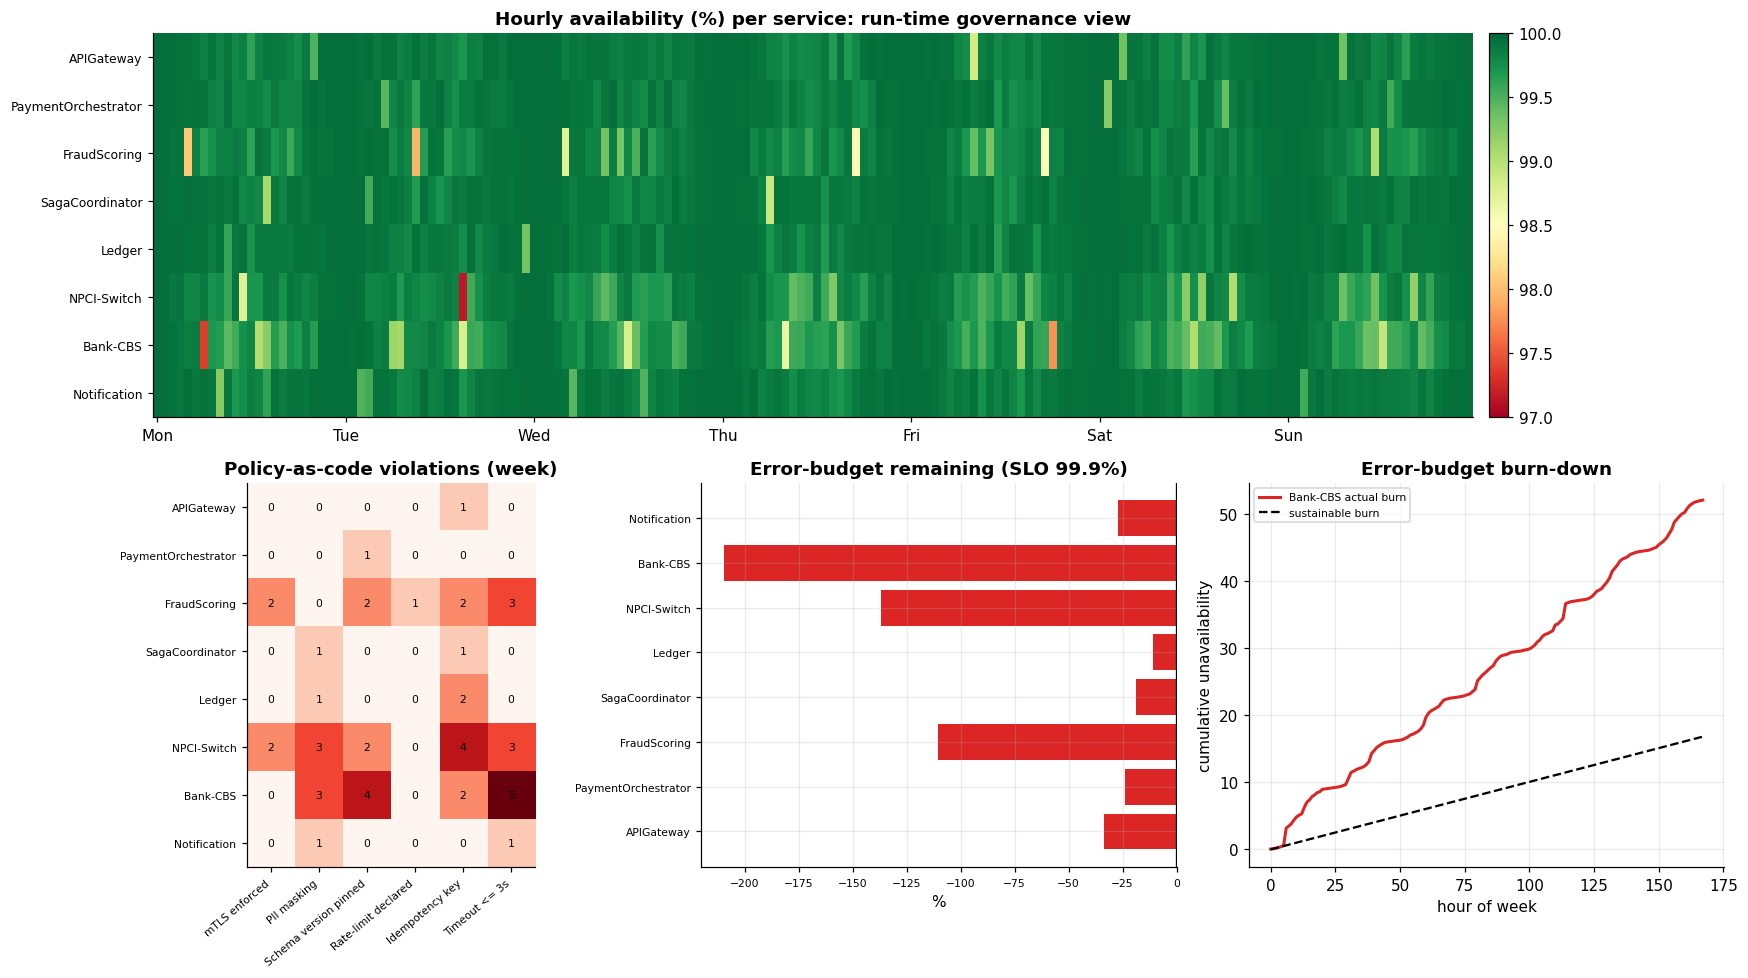 Hourly availability (%) per service: run-time governance view
APIGateway
PaymentOrchestrator
FraudScoring
SagaCoordinator
Ledger
NPCI-Switch
Bank-CBS
Notification
Mon Tue Wed Thu Fri Sat Sun
100.0
99.5
99.0
98.5
98.0
97.5
97.0
Policy-as-code violations (week)
APIGateway 0 0 0 0 1 0
PaymentOrchestrator 0 0 1 0 0 0
FraudScoring 2 0 2 1 2 3
SagaCoordinator 0 1 0 0 1 0
Ledger 0 1 0 0 2 0
NPCI-Switch 2 3 2 0 4 3
Bank-CBS 0 3 4 0 2 5
Notification 0 1 0 0 0 1
mTLS enforced
PII masking
Schema version pinned
Rate-limit declared
Idempotency key
Timeout <= 3s
Error-budget remaining (SLO 99.9%)
Notification
Bank-CBS
NPCI-Switch
Ledger
SagaCoordinator
FraudScoring
PaymentOrchestrator
APIGateway
−200 −175 −150 −125 −100 −75 −50 −25 0
%
Error-budget burn-down
Bank-CBS actual burn
sustainable burn
cumulative unavailability
50
40
30
20
10
0
0 25 50 75 100 125 150 175
hour of week